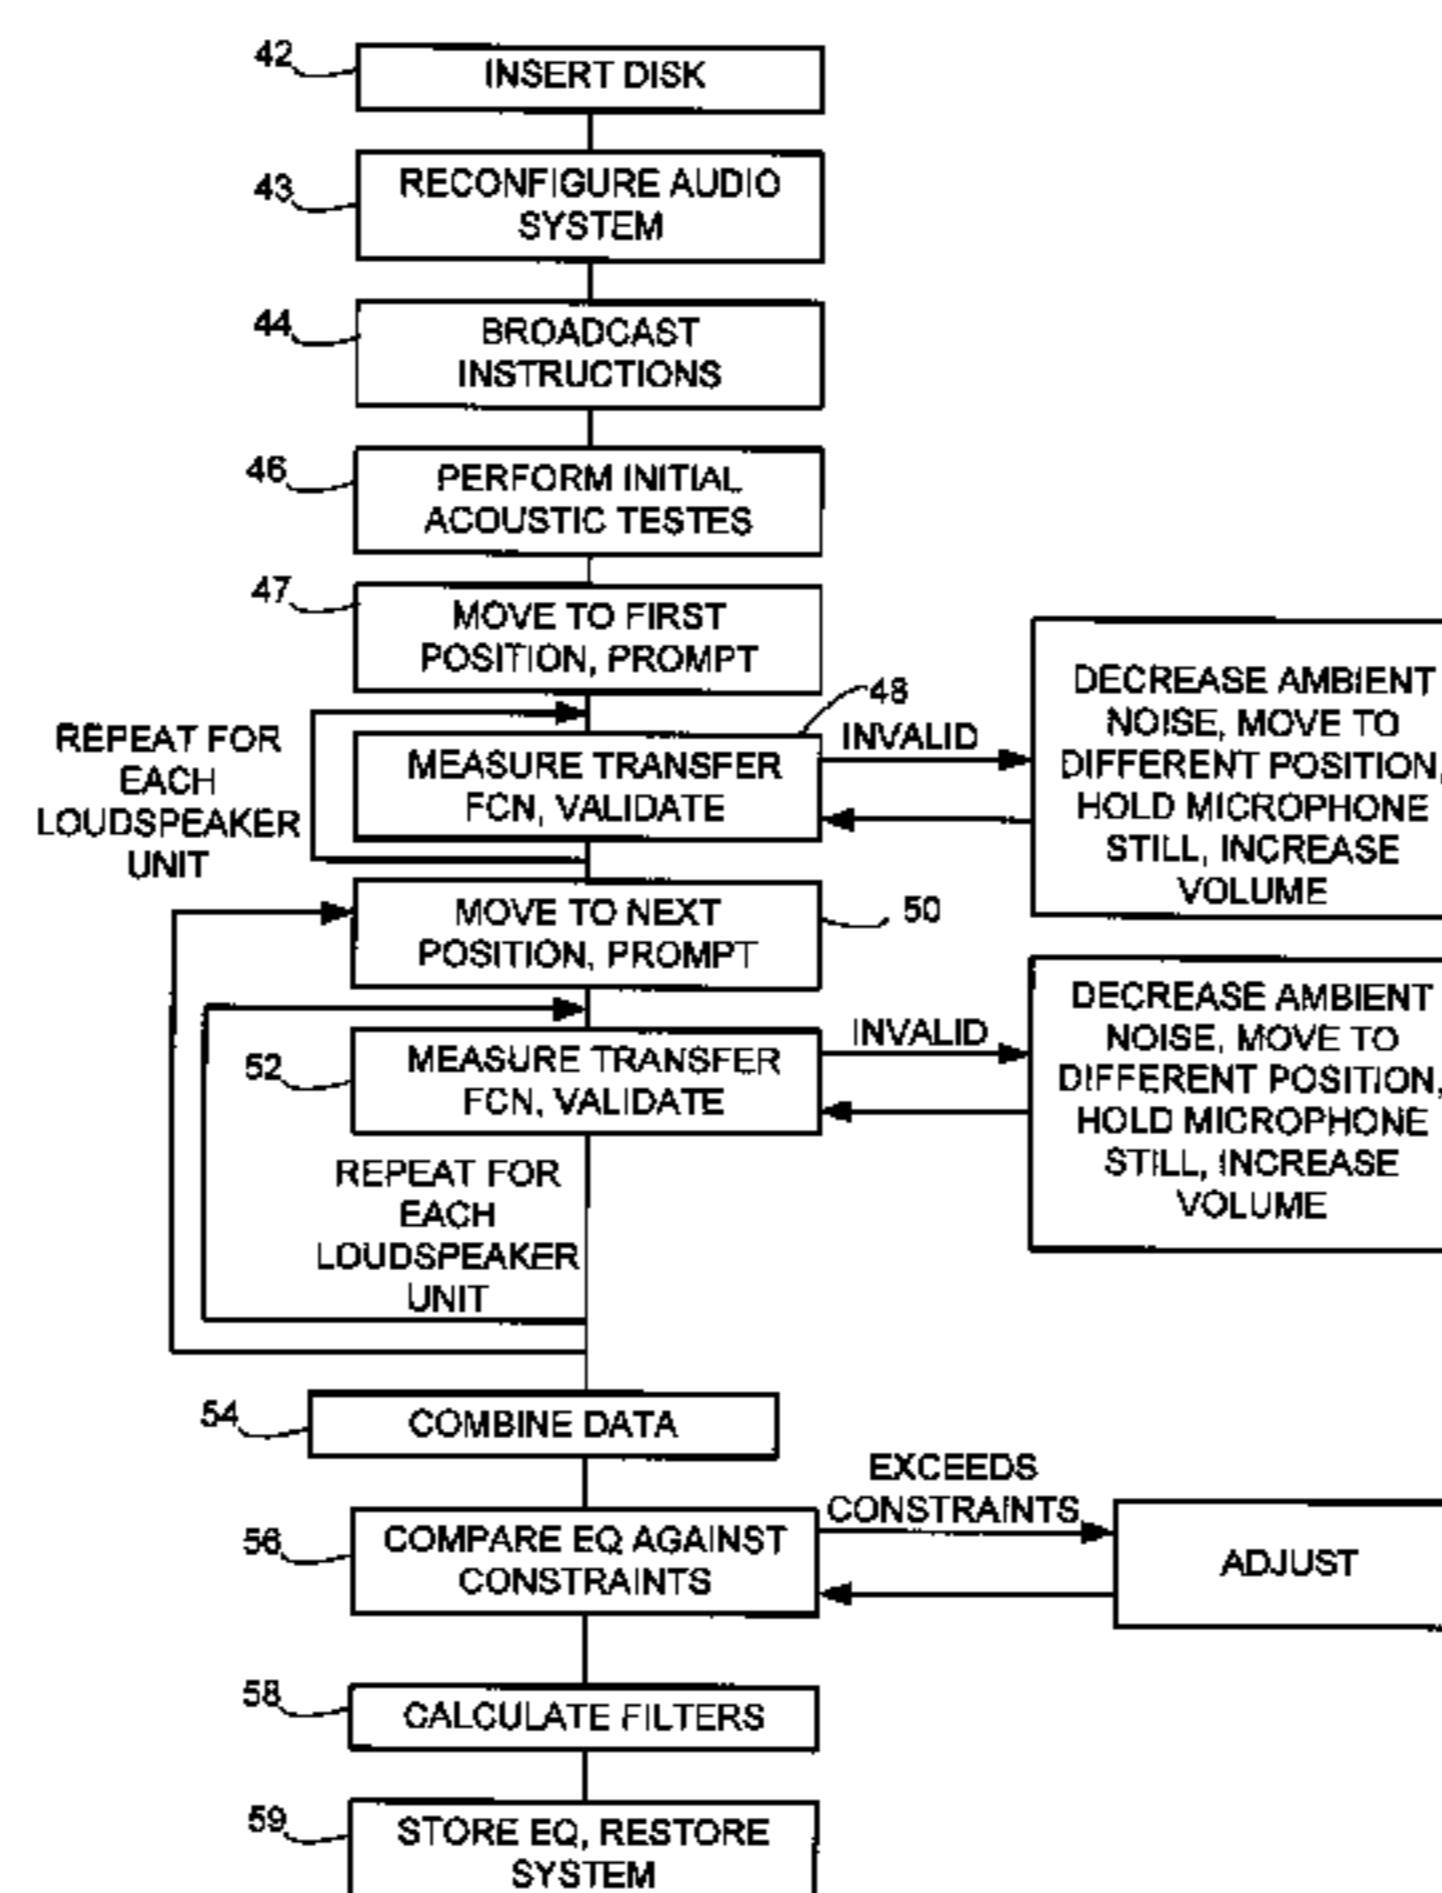 42
INSERT DISK
43
RECONFIGURE AUDIO
SYSTEM
44
BROADCAST
INSTRUCTIONS
46
PERFORM INITIAL
ACOUSTIC TESTES
47
MOVE TO FIRST
POSITION, PROMPT
REPEAT FOR
EACH
LOUDSPEAKER
UNIT
48
MEASURE TRANSFER
FCN, VALIDATE
INVALID
DECREASE AMBIENT
NOISE, MOVE TO
DIFFERENT POSITION,
HOLD MICROPHONE
STILL, INCREASE
VOLUME
MOVE TO NEXT
POSITION, PROMPT
50
52
MEASURE TRANSFER
FCN, VALIDATE
INVALID
DECREASE AMBIENT
NOISE, MOVE TO
DIFFERENT POSITION,
HOLD MICROPHONE
STILL, INCREASE
VOLUME
REPEAT FOR
EACH
LOUDSPEAKER
UNIT
54
COMBINE DATA
56
COMPARE EQ AGAINST
CONSTRAINTS
EXCEEDS
CONSTRAINTS
ADJUST
58
CALCULATE FILTERS
59
STORE EQ, RESTORE
SYSTEM